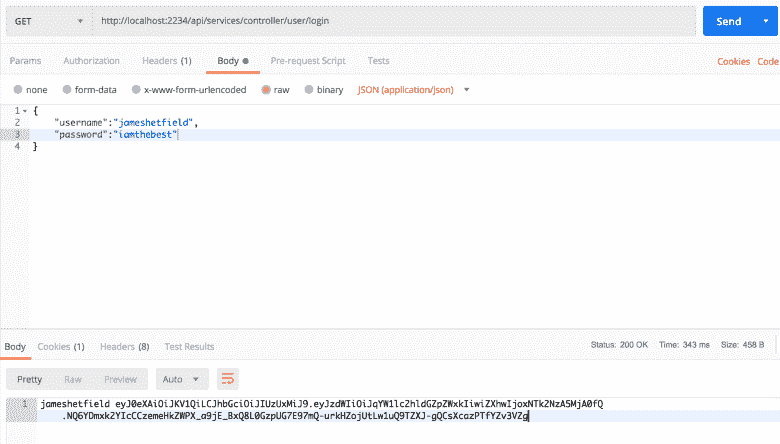 GET http://localhost:2234/api/services/controller/user/login Send
Params Authorization Headers (1) Body Pre-request Script Tests Cookies Code
none form-data x-www-form-urlencoded raw binary JSON (application/json)
1 {
2 "username":"jameshetfield",
3 "password":"iamthebest"
4 }
Body Cookies (1) Headers (8) Test Results Status: 200 OK Time: 343 ms Size: 458 B
Pretty Raw Preview Auto
1 jameshetfield eyJ0eXAiOiJKV1QiLCJhbGciOiJIUzUxMiJ9.eyJzdWIiOiJqYW1lc2hldGZpZWxkIiwiZXhwIjoxNTk2NzA5MjA0fQ
.NQ6YDmxk2YIcCCzemeHkZWPX_a9jE_BxQ8L0GzpUG7E97mQ-urkHZojUtLw1uQ9TZXJ-gQCsXcazPTfYZv3VZg